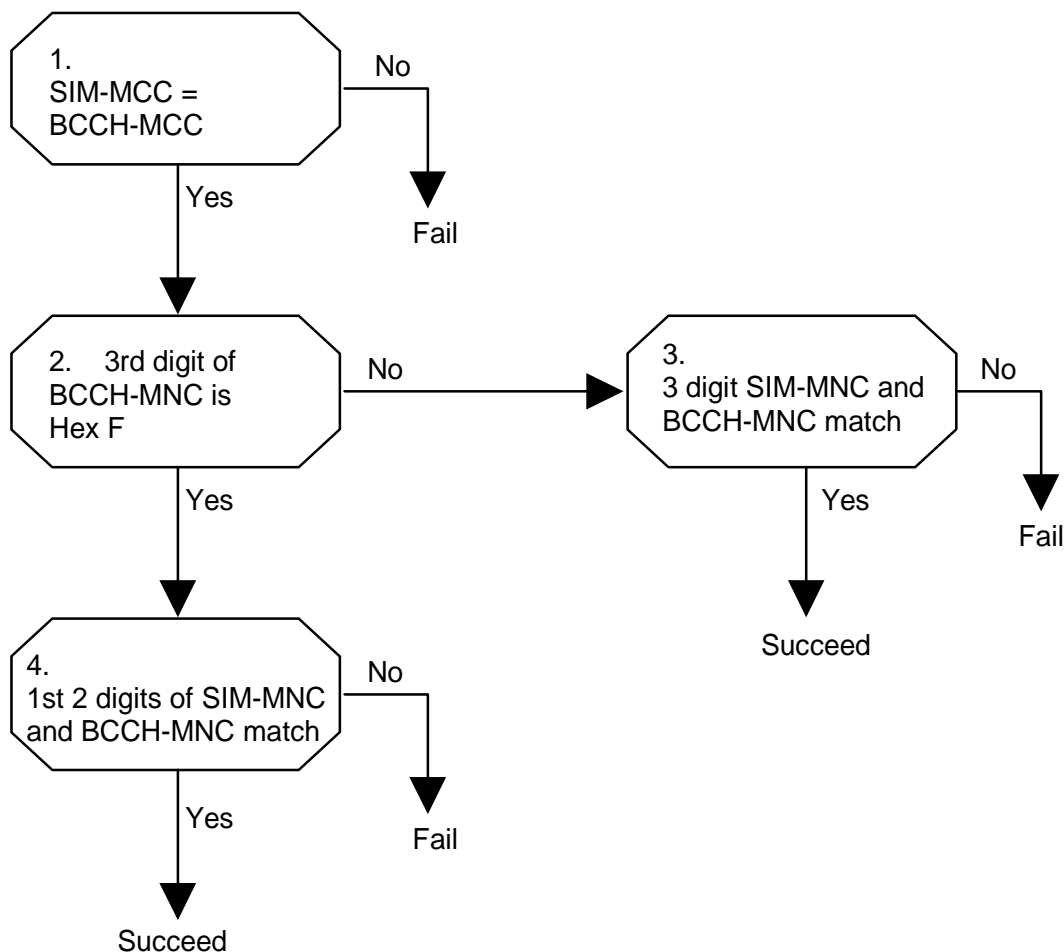 1.
SIM-MCC =
BCCH-MCC
No
Yes
Fail
2. 3rd digit of
BCCH-MNC is
Hex F
No
3.
3 digit SIM-MNC and
BCCH-MNC match
No
Yes
Yes
Fail
Succeed
4.
1st 2 digits of SIM-MNC
and BCCH-MNC match
No
Yes
Fail
Succeed